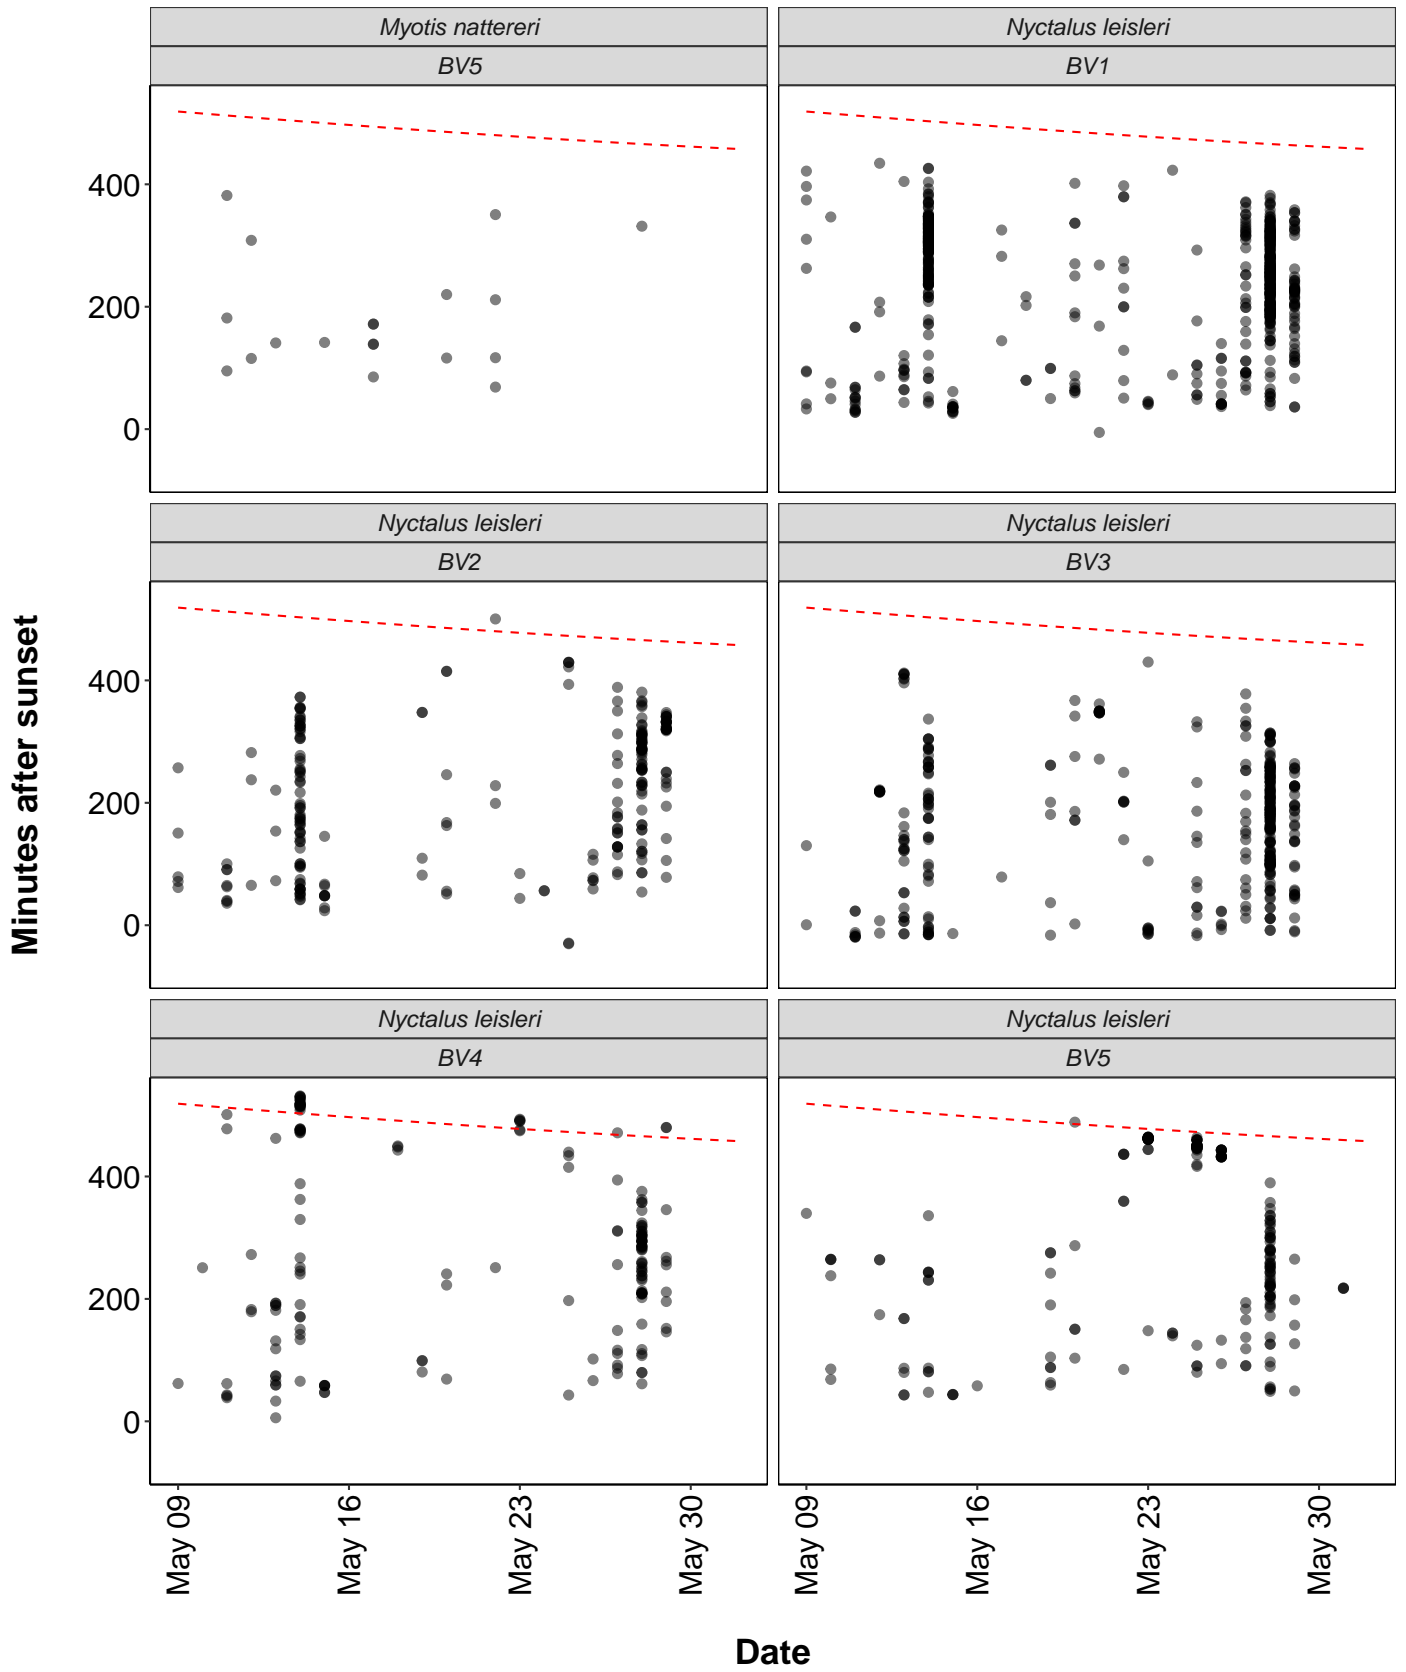 Myotis nattereri
Nyctalus leisleri
BV5
BV1
400
200
0
Nyctalus leisleri
Nyctalus leisleri
BV2
BV3
Minutes after sunset
400
200
0
Nyctalus leisleri
Nyctalus leisleri
BV4
BV5
400
200
0
May 09
May 16
May 23
May 30
May 09
May 16
May 23
May 30
Date